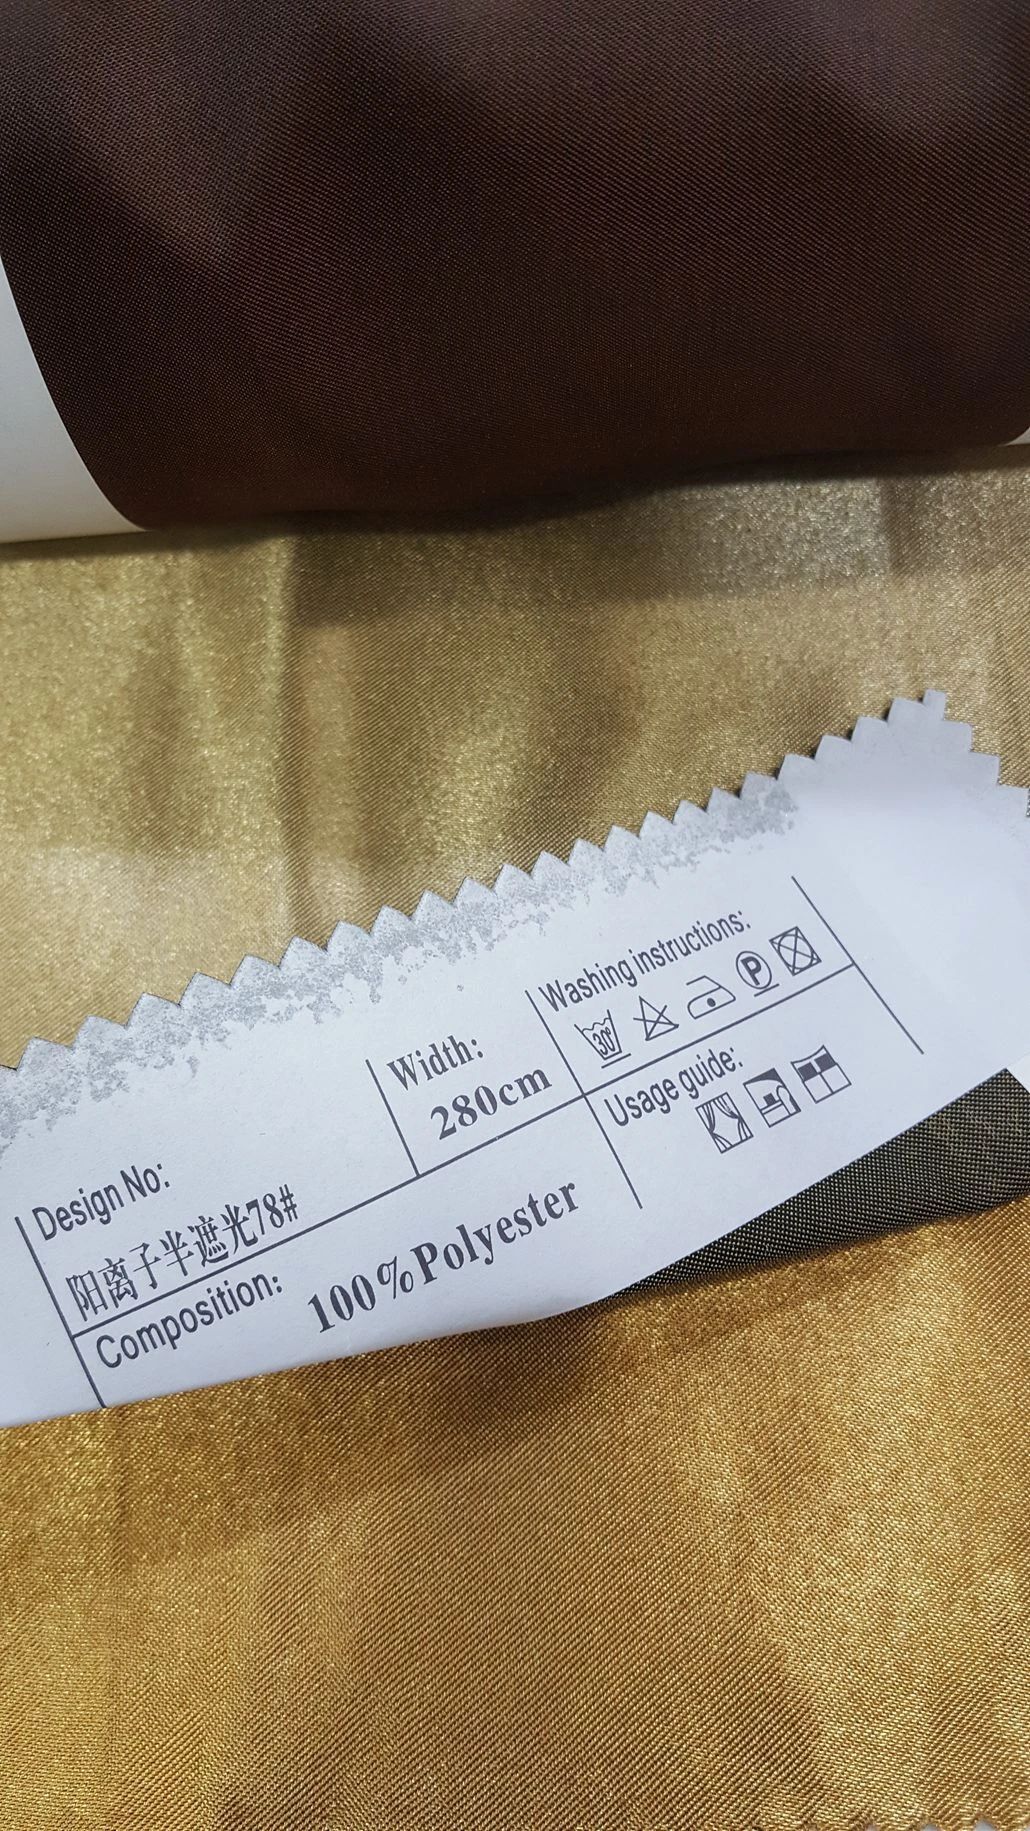 Design No:
阳离子半遮光78#
Width:
280cm
Washing instructions:
30°
P
Composition:
100%Polyester
Usage guide: